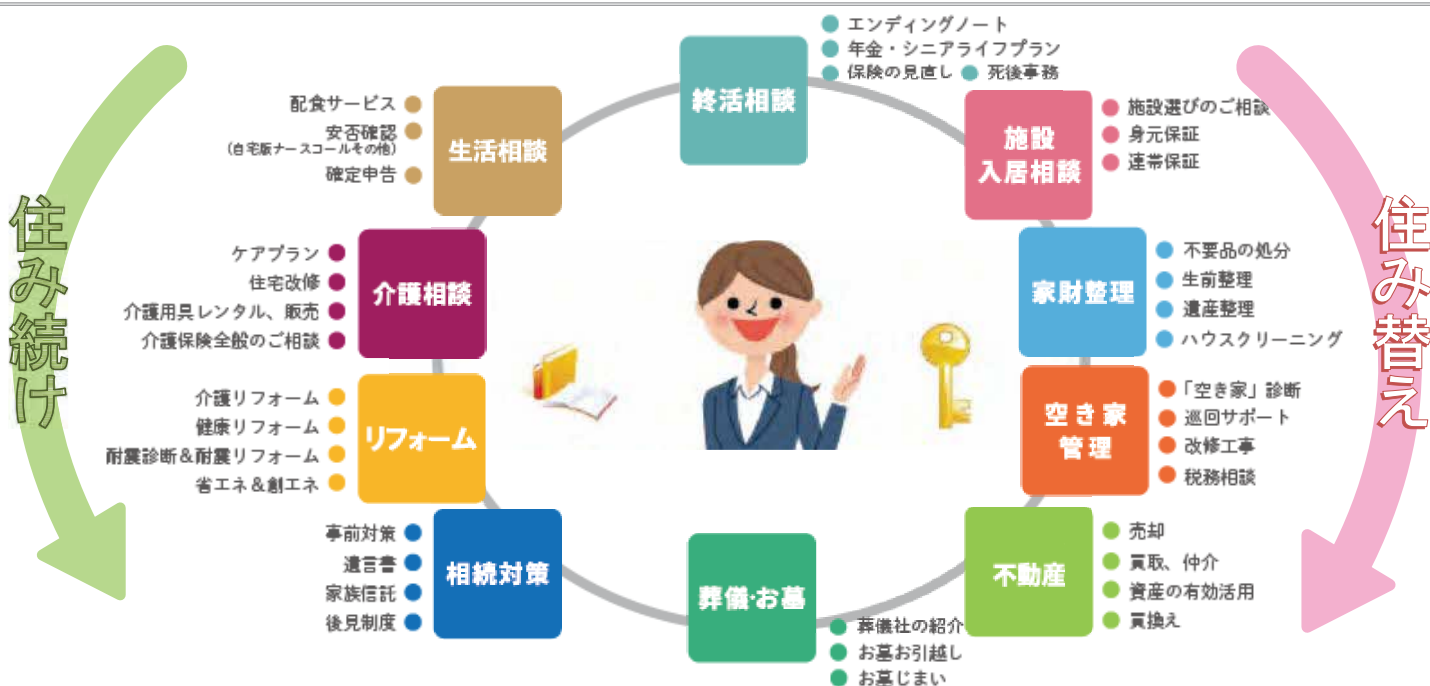 終活相談
エンディングノート
年金・シニアライフプラン
保険の見直し 死後事務
施設
入居相談
施設選びのご相談
身元保証
連帯保証
家財整理
不要品の処分
生前整理
遺産整理
ハウスクリーニング
空き家
管理
「空き家」診断
巡回サポート
改修工事
税務相談
不動産
売却
買取、仲介
資産の有効活用
買換え
葬儀・お墓
葬儀社の紹介
お墓お引越し
お墓じまい
生活相談
配食サービス
安否確認
(自宅版ナースコールその他)
確定申告
介護相談
ケアプラン
住宅改修
介護用具レンタル、販売
介護保険全般のご相談
リフォーム
介護リフォーム
健康リフォーム
耐震診断&耐震リフォーム
省エネ&創エネ
相続対策
事前対策
遺言書
家族信託
後見制度
住み続け
住み替え